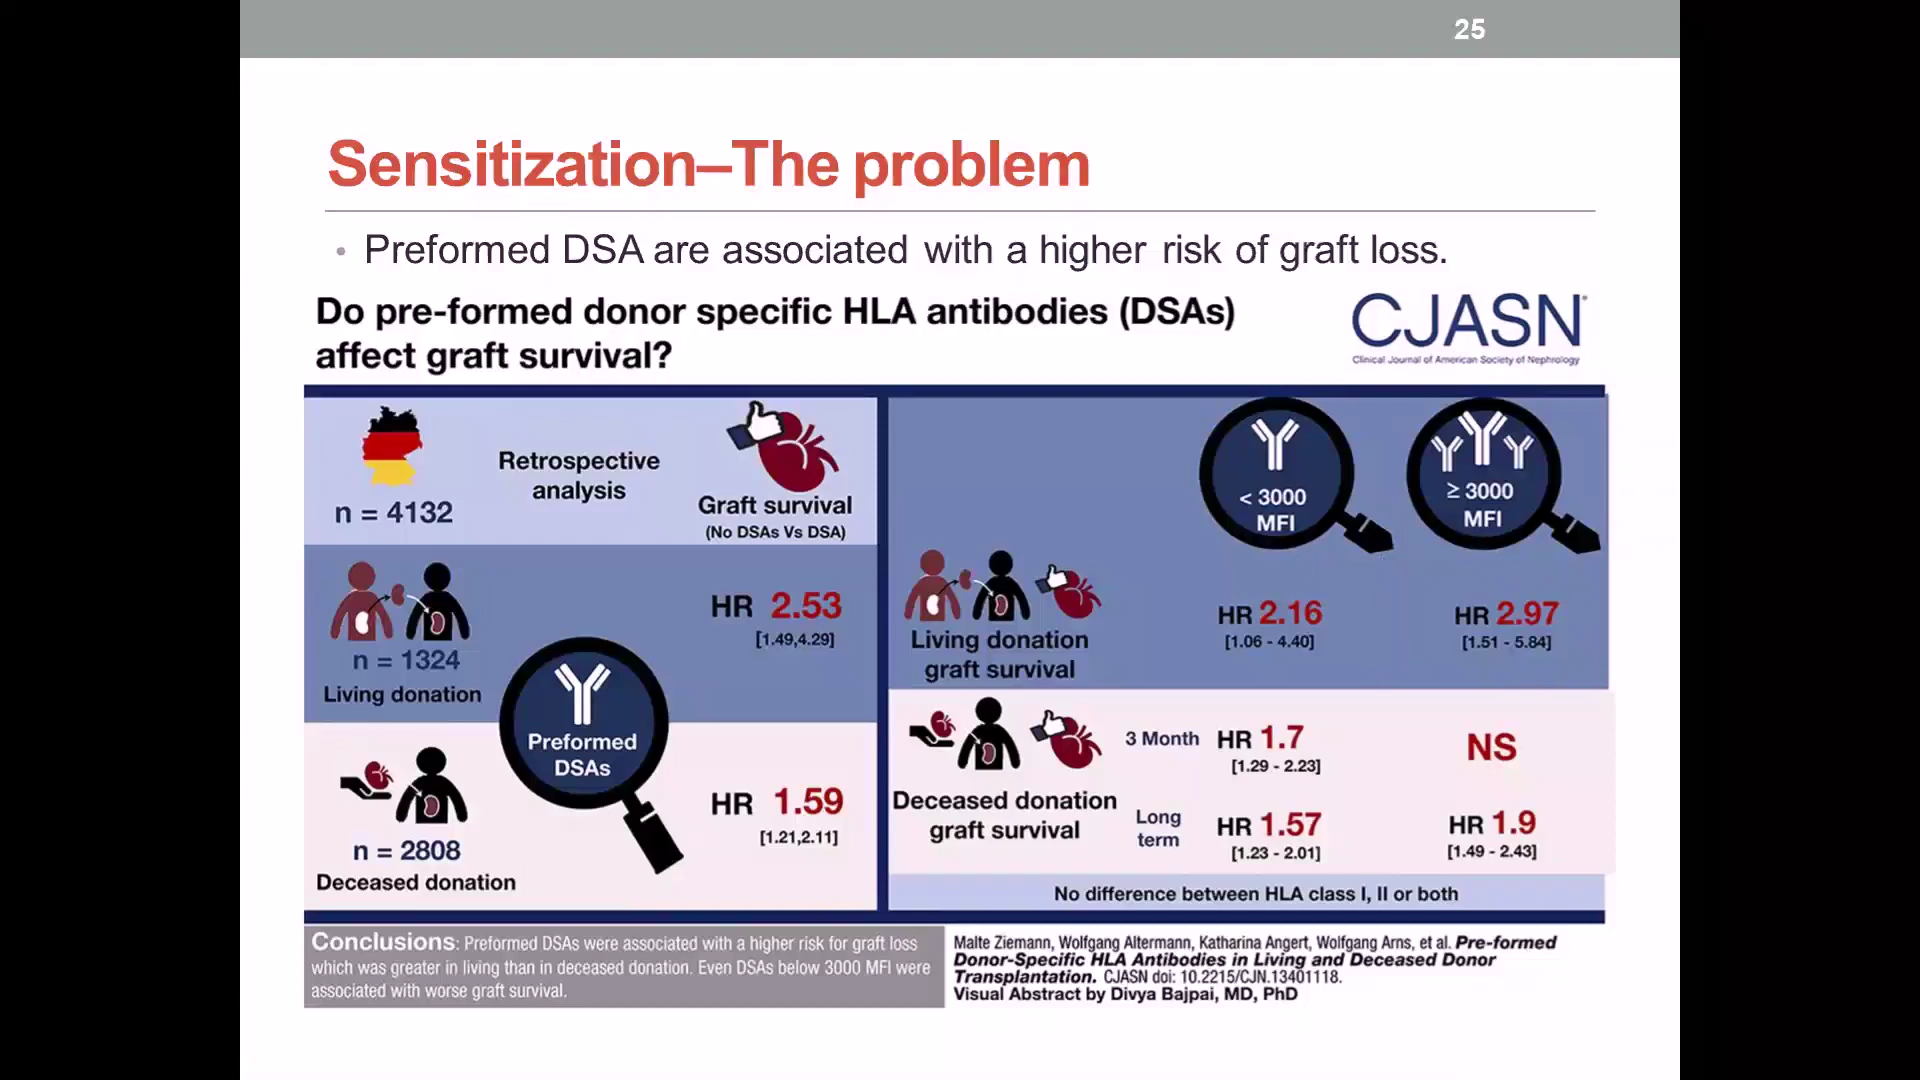 25
Sensitization–The problem
• Preformed DSA are associated with a higher risk of graft loss.
Do pre-formed donor specific HLA antibodies (DSAs)
affect graft survival?
CJASN
Clinical Journal of American Society of Nephrology
n = 4132
Retrospective
analysis
Graft survival
(No DSAs Vs DSA)
n = 1324
Living donation
HR 2.53
[1.49,4.29]
Preformed
DSAs
n = 2808
Deceased donation
HR 1.59
[1.21,2.11]
< 3000
MFI
≥ 3000
MFI
Living donation
graft survival
HR 2.16
[1.06 - 4.40]
HR 2.97
[1.51 - 5.84]
Deceased donation
graft survival
3 Month
HR 1.7
[1.29 - 2.23]
NS
Long
term
HR 1.57
[1.23 - 2.01]
HR 1.9
[1.49 - 2.43]
No difference between HLA class I, II or both
Conclusions: Preformed DSAs were associated with a higher risk for graft loss
which was greater in living than in deceased donation. Even DSAs below 3000 MFI were
associated with worse graft survival.
Malte Ziemann, Wolfgang Altermann, Katharina Angert, Wolfgang Arns, et al. Pre-formed
Donor-Specific HLA Antibodies in Living and Deceased Donor
Transplantation. CJASN doi: 10.2215/CJN.13401118.
Visual Abstract by Divya Bajpai, MD, PhD